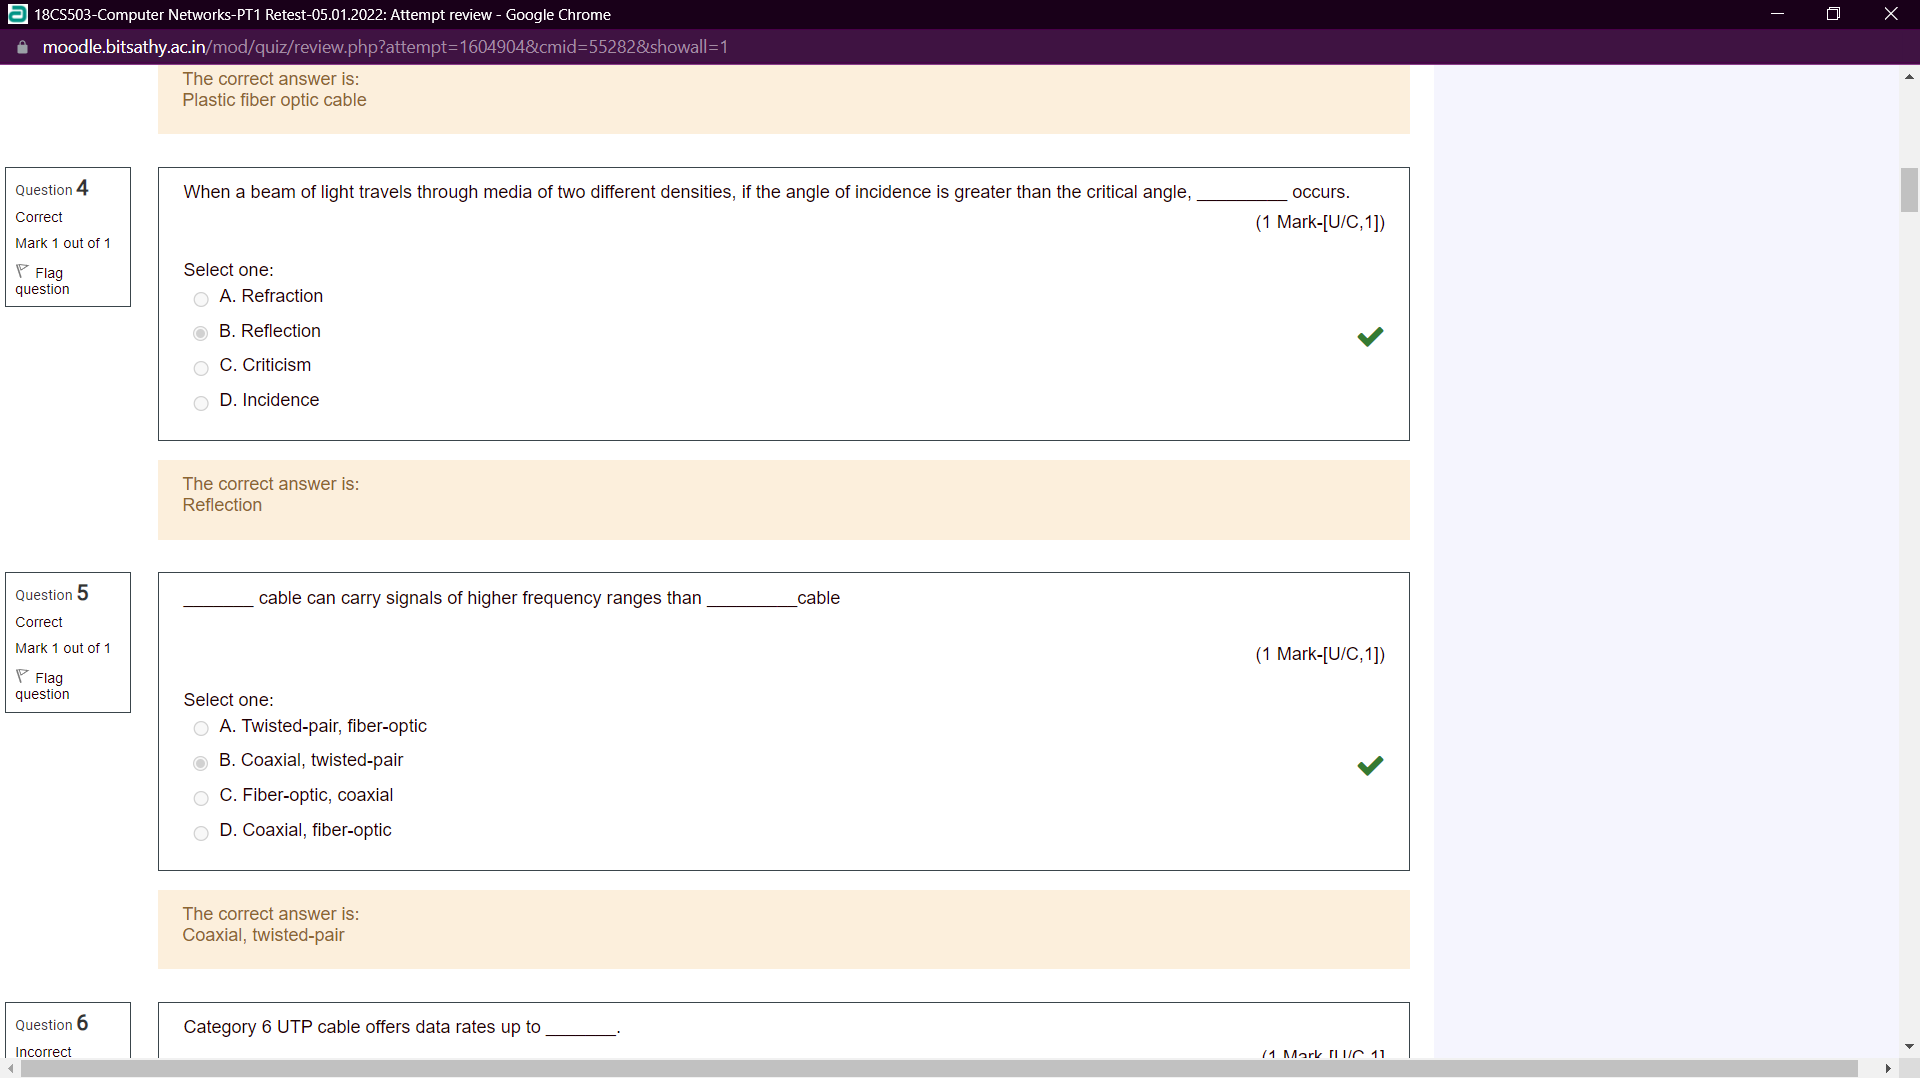 18CS503-Computer Networks-PT1 Retest-05.01.2022: Attempt review - Google Chrome
moodle.bitsathy.ac.in/mod/quiz/review.php?attempt=1604904&cmid=55282&showall=1
The correct answer is:
Plastic fiber optic cable
Question 4
Correct
Mark 1 out of 1
Flag
question
When a beam of light travels through media of two different densities, if the angle of incidence is greater than the critical angle, _________ occurs.
(1 Mark-[U/C,1])
Select one:
A. Refraction
B. Reflection
C. Criticism
D. Incidence
The correct answer is:
Reflection
Question 5
Correct
Mark 1 out of 1
Flag
question
_______ cable can carry signals of higher frequency ranges than _________cable
(1 Mark-[U/C,1])
Select one:
A. Twisted-pair, fiber-optic
B. Coaxial, twisted-pair
C. Fiber-optic, coaxial
D. Coaxial, fiber-optic
The correct answer is:
Coaxial, twisted-pair
Question 6
Incorrect
Category 6 UTP cable offers data rates up to _______.
(1 Mark-[U/C,1]